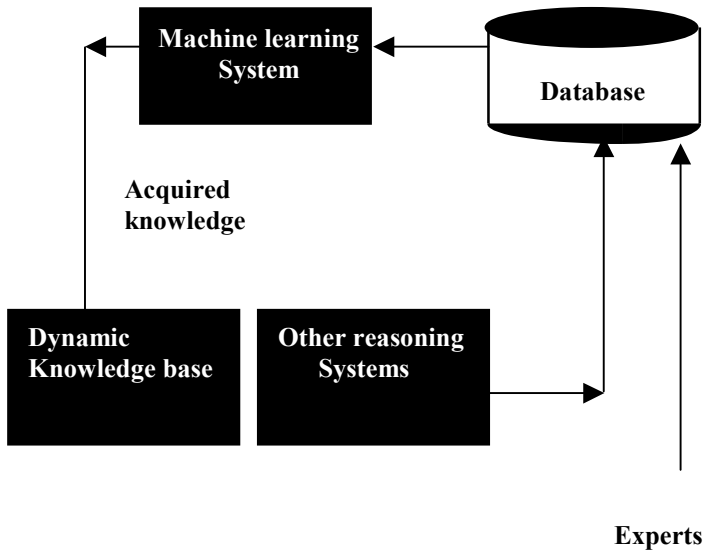 Machine learning
System
Database
Acquired
knowledge
Dynamic
Knowledge base
Other reasoning
Systems
Experts